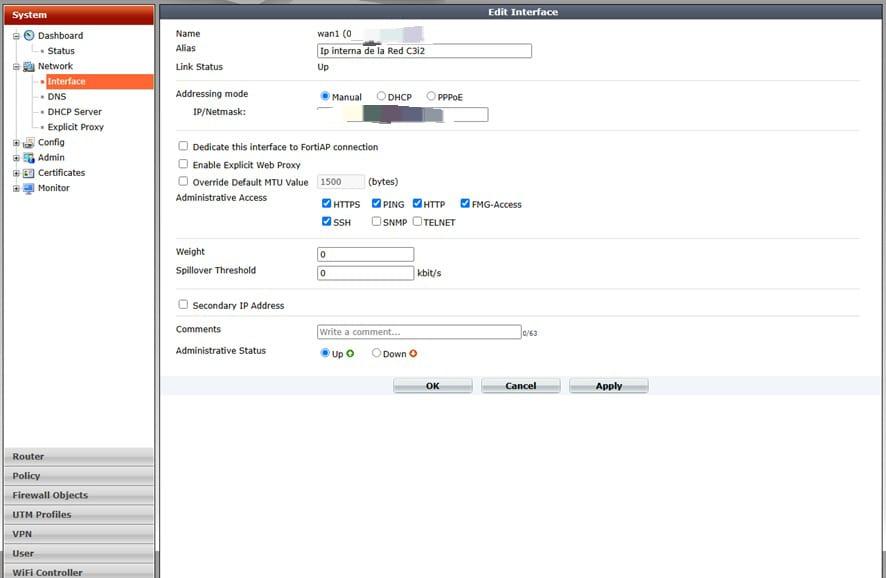 System
Dashboard
Status
Network
Interface
DNS
DHCP Server
Explicit Proxy
Config
Admin
Certificates
Monitor
Router
Policy
Firewall Objects
UTM Profiles
VPN
User
WiFi Controller
Edit Interface
Name wan1 (0
Alias Ip interna de la Red C3i2
Link Status Up
Addressing mode Manual DHCP PPPoE
IP/Netmask:
Dedicate this interface to FortiAP connection
Enable Explicit Web Proxy
Override Default MTU Value 1500 (bytes)
Administrative Access HTTPS PING HTTP FMG-Access
SSH SNMP TELNET
Weight 0
Spillover Threshold 0 kbit/s
Secondary IP Address
Comments Write a comment... 0/63
Administrative Status Up Down
OK Cancel Apply